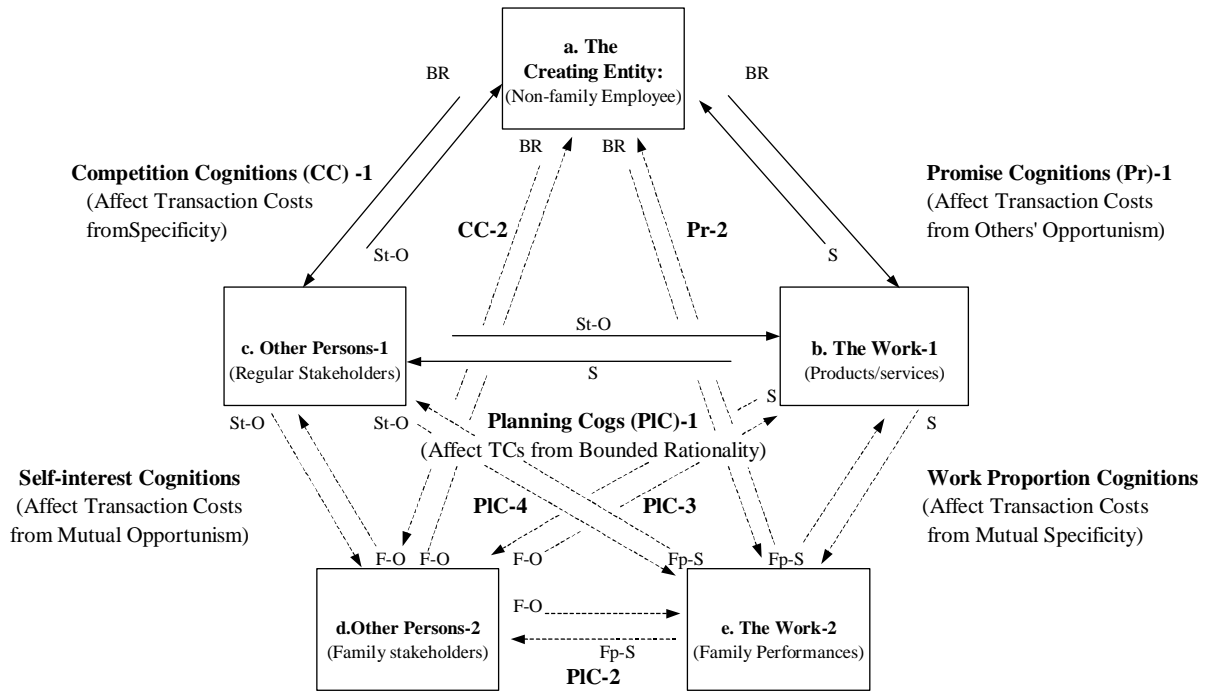 a. The
Creating Entity:
(Non-family Employee)
BR
BR
BR
BR
Competition Cognitions (CC) -1
(Affect Transaction Costs
fromSpecificity)
Promise Cognitions (Pr)-1
(Affect Transaction Costs
from Others' Opportunism)
CC-2
Pr-2
St-O
S
c. Other Persons-1
(Regular Stakeholders)
St-O
S
b. The Work-1
(Products/services)
St-O
St-O
S
S
Planning Cogs (PlC)-1
(Affect TCs from Bounded Rationality)
Self-interest Cognitions
(Affect Transaction Costs
from Mutual Opportunism)
PlC-4
PlC-3
Work Proportion Cognitions
(Affect Transaction Costs
from Mutual Specificity)
F-O
F-O
F-O
Fp-S
Fp-S
d.Other Persons-2
(Family stakeholders)
F-O
Fp-S
PlC-2
e. The Work-2
(Family Performances)